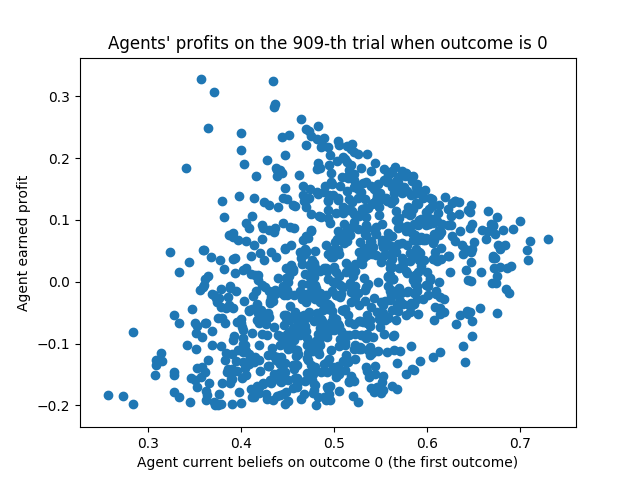 Agents' profits on the 909-th trial when outcome is 0
Agent earned profit
0.3
0.2
0.1
0.0
−0.1
−0.2
0.3 0.4 0.5 0.6 0.7
Agent current beliefs on outcome 0 (the first outcome)